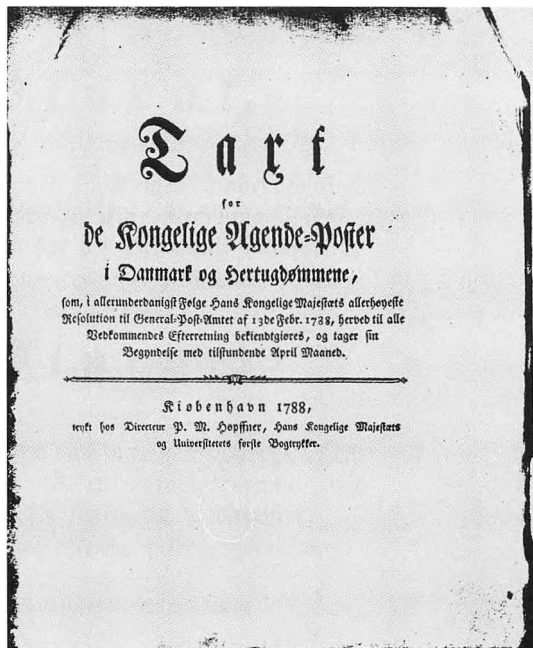 Taxt
for
de Kongelige Agende-Poster
i Danmark og Hertugdømmene,
som, i allerunderdanigst Følge Hans Kongelige Majestæts allerhøyeste
Resolution til General-Post-Amtet af 13de Febr. 1788, herved til alle
Vedkommendes Efterretning bekiendtgiøres, og tager sin
Begyndelse med tilstundende April Maaned.
Kiøbenhavn 1788,
trykt hos Directeur P. M. Höpffner, Hans Kongelige Majestæts
og Universitetets første Bogtrykker.